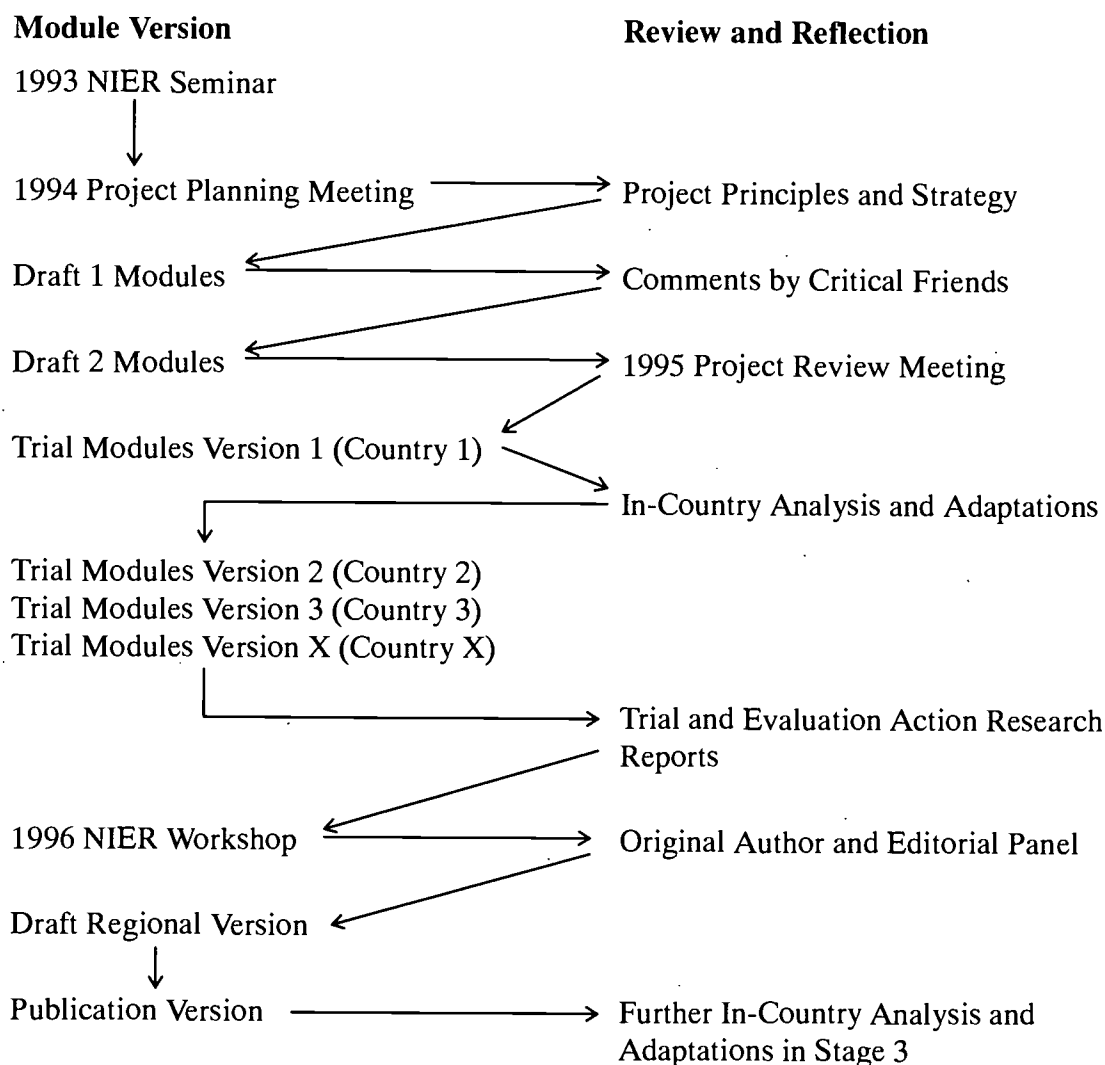 Module Version
Review and Reflection
1993 NIER Seminar
1994 Project Planning Meeting
Project Principles and Strategy
Draft 1 Modules
Comments by Critical Friends
Draft 2 Modules
1995 Project Review Meeting
Trial Modules Version 1 (Country 1)
In-Country Analysis and Adaptations
Trial Modules Version 2 (Country 2)
Trial Modules Version 3 (Country 3)
Trial Modules Version X (Country X)
Trial and Evaluation Action Research
Reports
1996 NIER Workshop
Original Author and Editorial Panel
Draft Regional Version
Publication Version
Further In-Country Analysis and
Adaptations in Stage 3